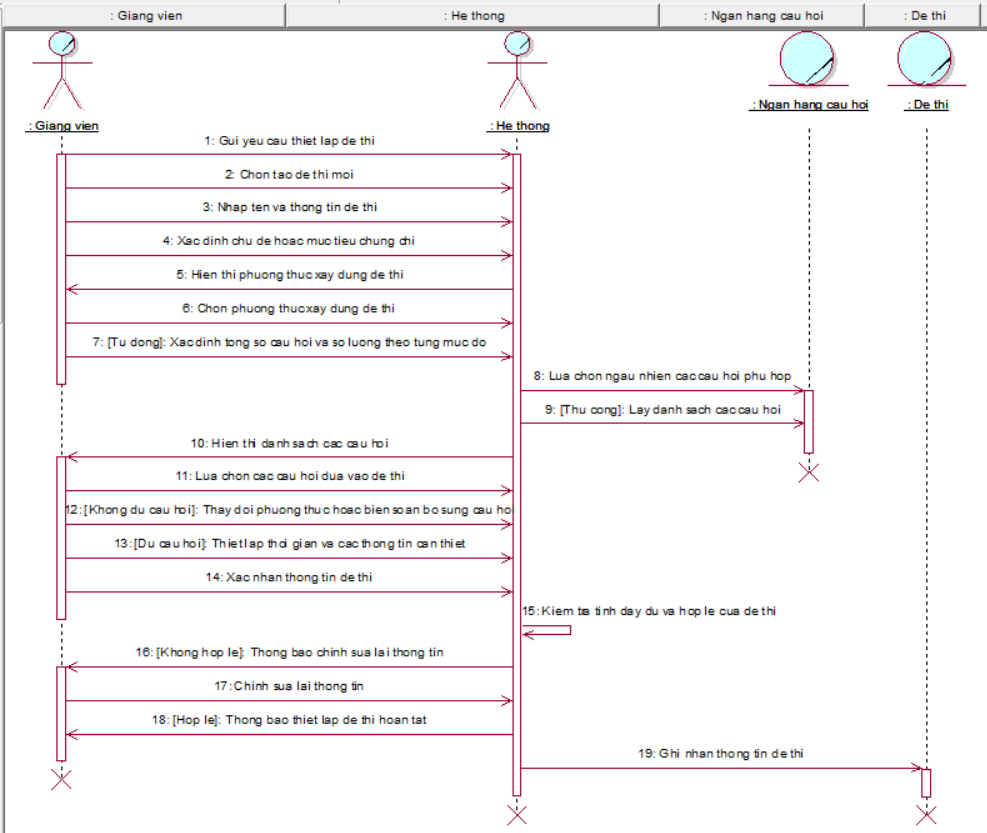 : Giang vien
: He thong
: Ngan hang cau hoi
: De thi
: Giang vien
: He thong
: Ngan hang cau hoi
: De thi
1: Gui yeu cau thiet lap de thi
2: Chon tao de thi moi
3: Nhap ten va thong tin de thi
4: Xac dinh chu de hoac muc tieu chung chi
5: Hien thi phuong thuc xay dung de thi
6: Chon phuong thuc xay dung de thi
7: [Tu dong]: Xac dinh tong so cau hoi va so luong theo tung muc do
8: Lua chon ngau nhien cac cau hoi phu hop
9: [Thu cong]: Lay danh sach cac cau hoi
10: Hien thi danh sach cac cau hoi
11: Lua chon cac cau hoi dua vao de thi
12: [Khong du cau hoi]: Thay doi phuong thuc hoac bien soan bo sung cau hoi
13: [Du cau hoi]: Thiet lap thoi gian va cac thong tin can thiet
14: Xac nhan thong tin de thi
15: Kiem tra tinh day du va hop le cua de thi
16: [Khong hop le]: Thong bao chinh sua lai thong tin
17: Chinh sua lai thong tin
18: [Hop le]: Thong bao thiet lap de thi hoan tat
19: Ghi nhan thong tin de thi